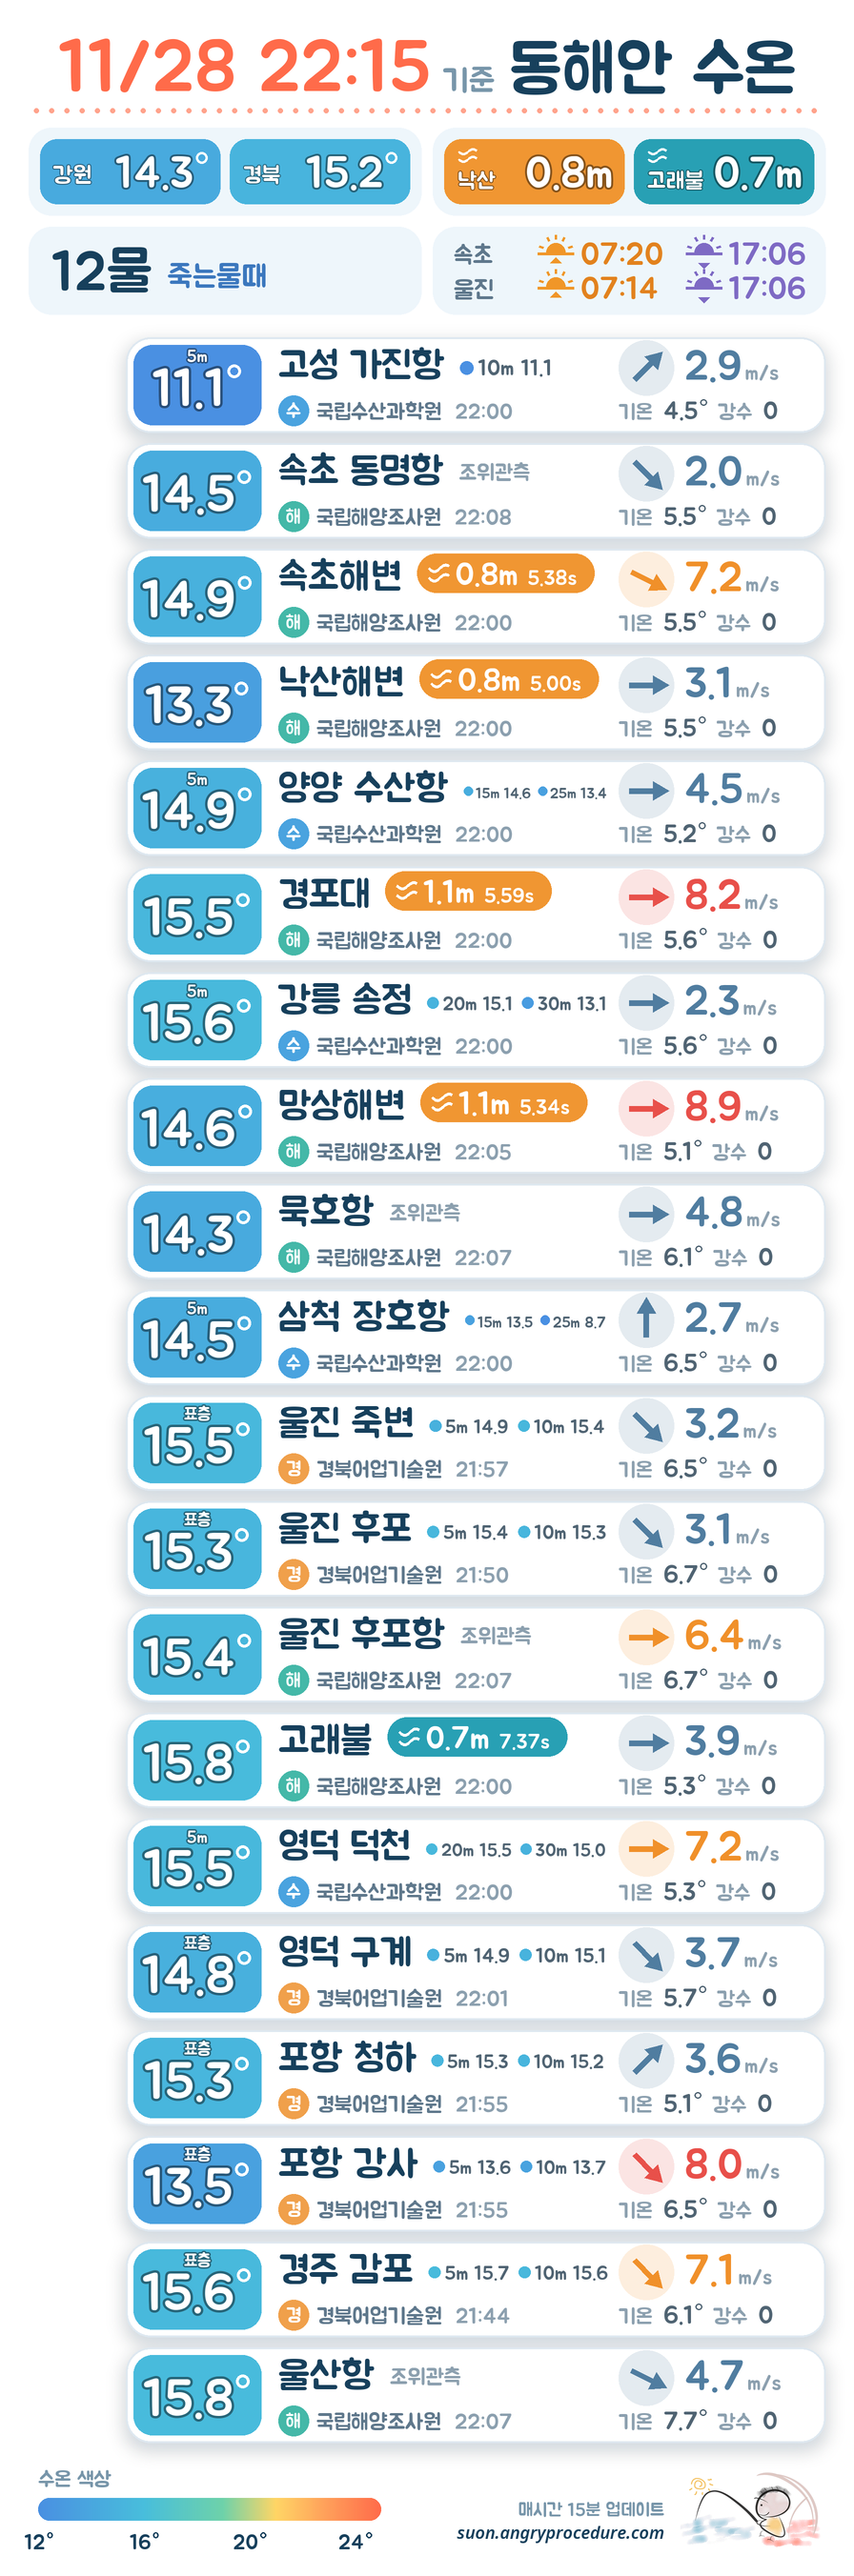 11/28 22:15 기준 동해안 수온
강원 14.3° 경북 15.2° 낙산 0.8m 고래불 0.7m
12물 죽는물때
속초 07:20 17:06
울진 07:14 17:06
5m
11.1° 고성 가진항 10m 11.1 2.9m/s
수 국립수산과학원 22:00 기온 4.5° 강수 0
14.5° 속초 동명항 조위관측 2.0m/s
해 국립해양조사원 22:08 기온 5.5° 강수 0
14.9° 속초해변 0.8m 5.38s 7.2m/s
해 국립해양조사원 22:00 기온 5.5° 강수 0
13.3° 낙산해변 0.8m 5.00s 3.1m/s
해 국립해양조사원 22:00 기온 5.5° 강수 0
5m
14.9° 양양 수산항 15m 14.6 25m 13.4 4.5m/s
수 국립수산과학원 22:00 기온 5.2° 강수 0
15.5° 경포대 1.1m 5.59s 8.2m/s
해 국립해양조사원 22:00 기온 5.6° 강수 0
5m
15.6° 강릉 송정 20m 15.1 30m 13.1 2.3m/s
수 국립수산과학원 22:00 기온 5.6° 강수 0
14.6° 망상해변 1.1m 5.34s 8.9m/s
해 국립해양조사원 22:05 기온 5.1° 강수 0
14.3° 묵호항 조위관측 4.8m/s
해 국립해양조사원 22:07 기온 6.1° 강수 0
5m
14.5° 삼척 장호항 15m 13.5 25m 8.7 2.7m/s
수 국립수산과학원 22:00 기온 6.5° 강수 0
표층
15.5° 울진 죽변 5m 14.9 10m 15.4 3.2m/s
경 경북어업기술원 21:57 기온 6.5° 강수 0
표층
15.3° 울진 후포 5m 15.4 10m 15.3 3.1m/s
경 경북어업기술원 21:50 기온 6.7° 강수 0
15.4° 울진 후포항 조위관측 6.4m/s
해 국립해양조사원 22:07 기온 6.7° 강수 0
15.8° 고래불 0.7m 7.37s 3.9m/s
해 국립해양조사원 22:00 기온 5.3° 강수 0
5m
15.5° 영덕 덕천 20m 15.5 30m 15.0 7.2m/s
수 국립수산과학원 22:00 기온 5.3° 강수 0
표층
14.8° 영덕 구계 5m 14.9 10m 15.1 3.7m/s
경 경북어업기술원 22:01 기온 5.7° 강수 0
표층
15.3° 포항 청하 5m 15.3 10m 15.2 3.6m/s
경 경북어업기술원 21:55 기온 5.1° 강수 0
표층
13.5° 포항 강사 5m 13.6 10m 13.7 8.0m/s
경 경북어업기술원 21:55 기온 6.5° 강수 0
표층
15.6° 경주 감포 5m 15.7 10m 15.6 7.1m/s
경 경북어업기술원 21:44 기온 6.1° 강수 0
15.8° 울산항 조위관측 4.7m/s
해 국립해양조사원 22:07 기온 7.7° 강수 0
수온 색상
12° 16° 20° 24°
매시간 15분 업데이트
suon.angryprocedure.com